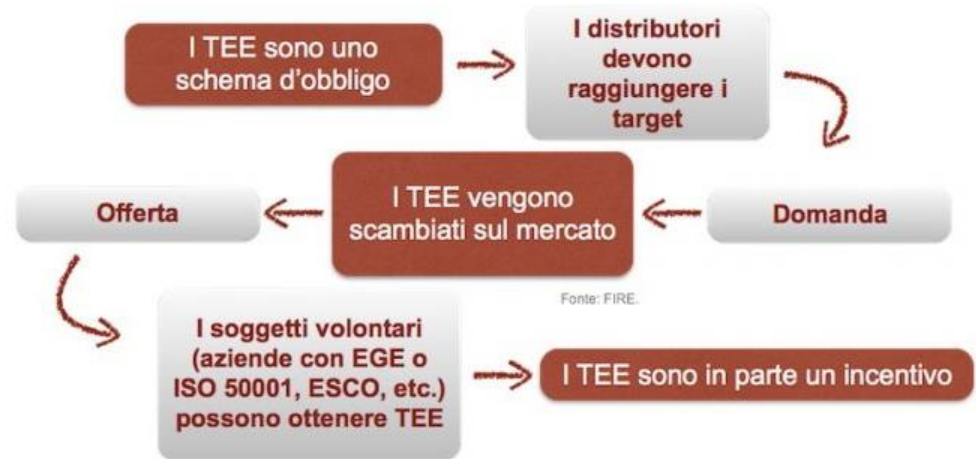 I TEE sono uno
schema d'obbligo
I distributori
devono
raggiungere i
target
Domanda
I TEE vengono
scambiati sul mercato
Offerta
Fonte: FIRE.
I soggetti volontari
(aziende con EGE o
ISO 50001, ESCO, etc.)
possono ottenere TEE
I TEE sono in parte un incentivo